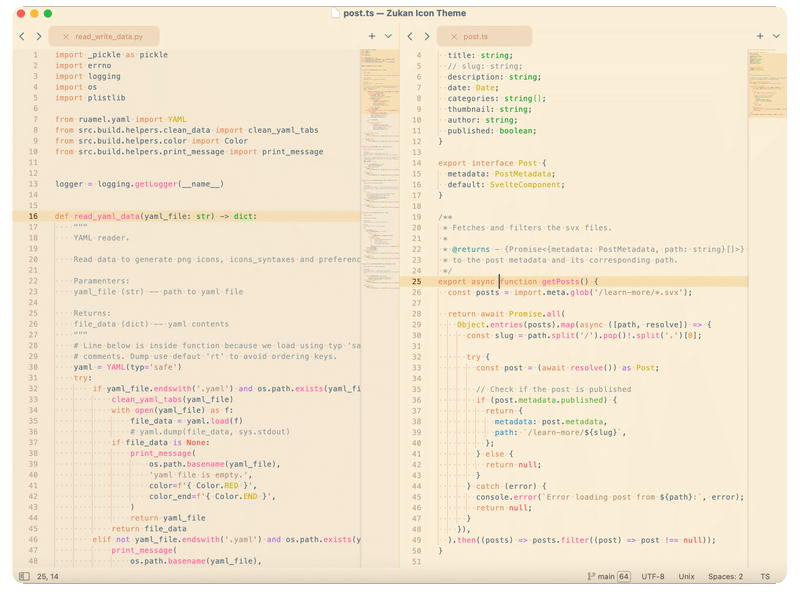 post.ts — Zukan Icon Theme
read_write_data.py
post.ts
1 import _pickle as pickle
2 import errno
3 import logging
4 import os
5 import plistlib
6
7 from ruamel.yaml import YAML
8 from src.build.helpers.clean_data import clean_yaml_tabs
9 from src.build.helpers.color import Color
10 from src.build.helpers.print_message import print_message
11
12
13 logger = logging.getLogger(__name__)
14
15
16 def read_yaml_data(yaml_file: str) -> dict:
17 """
18 YAML reader.
19
20 Read data to generate png icons, icons_syntaxes and preferenc
21
22 Paramenters:
23 yaml_file (str) -- path to yaml file
24
25 Returns:
26 file_data (dict) -- yaml contents
27 """
28 # Line below is inside function because we load using typ 'sa
29 # comments. Dump use defaut 'rt' to avoid ordering keys.
30 yaml = YAML(typ='safe')
31 try:
32 if yaml_file.endswith('.yaml') and os.path.exists(yaml_fi
33 clean_yaml_tabs(yaml_file)
34 with open(yaml_file) as f:
35 file_data = yaml.load(f)
36 # yaml.dump(file_data, sys.stdout)
37 if file_data is None:
38 print_message(
39 os.path.basename(yaml_file),
40 'yaml file is empty.',
41 color=f'{ Color.RED }',
42 color_end=f'{ Color.END }',
43 )
44 return yaml_file
45 return file_data
46 elif not yaml_file.endswith('.yaml') and os.path.exists(y
47 print_message(
48 os.path.basename(yaml_file),
4 title: string;
5 // slug: string;
6 description: string;
7 date: Date;
8 categories: string[];
9 thumbnail: string;
10 author: string;
11 published: boolean;
12 }
13
14 export interface Post {
15 metadata: PostMetadata;
16 default: SvelteComponent;
17 }
18
19 /**
20 * Fetches and filters the svx files.
21 *
22 * @returns - {Promise<{metadata: PostMetadata, path: string}[]>}
23 * to the post metadata and its corresponding path.
24 */
25 export async function getPosts() {
26 const posts = import.meta.glob('/learn-more/*.svx');
27
28 return await Promise.all(
29 Object.entries(posts).map(async ([path, resolve]) => {
30 const slug = path.split('/').pop()!.split('.')[0];
31
32 try {
33 const post = (await resolve()) as Post;
34
35 // Check if the post is published
36 if (post.metadata.published) {
37 return {
38 metadata: post.metadata,
39 path: `/learn-more/${slug}`,
40 };
41 } else {
42 return null;
43 }
44 } catch (error) {
45 console.error(`Error loading post from ${path}:`, error);
46 return null;
47 }
48 }),
49 ).then((posts) => posts.filter((post) => post !== null));
50 }
51
25, 14
main 64
UTF-8
Unix
Spaces: 2
TS